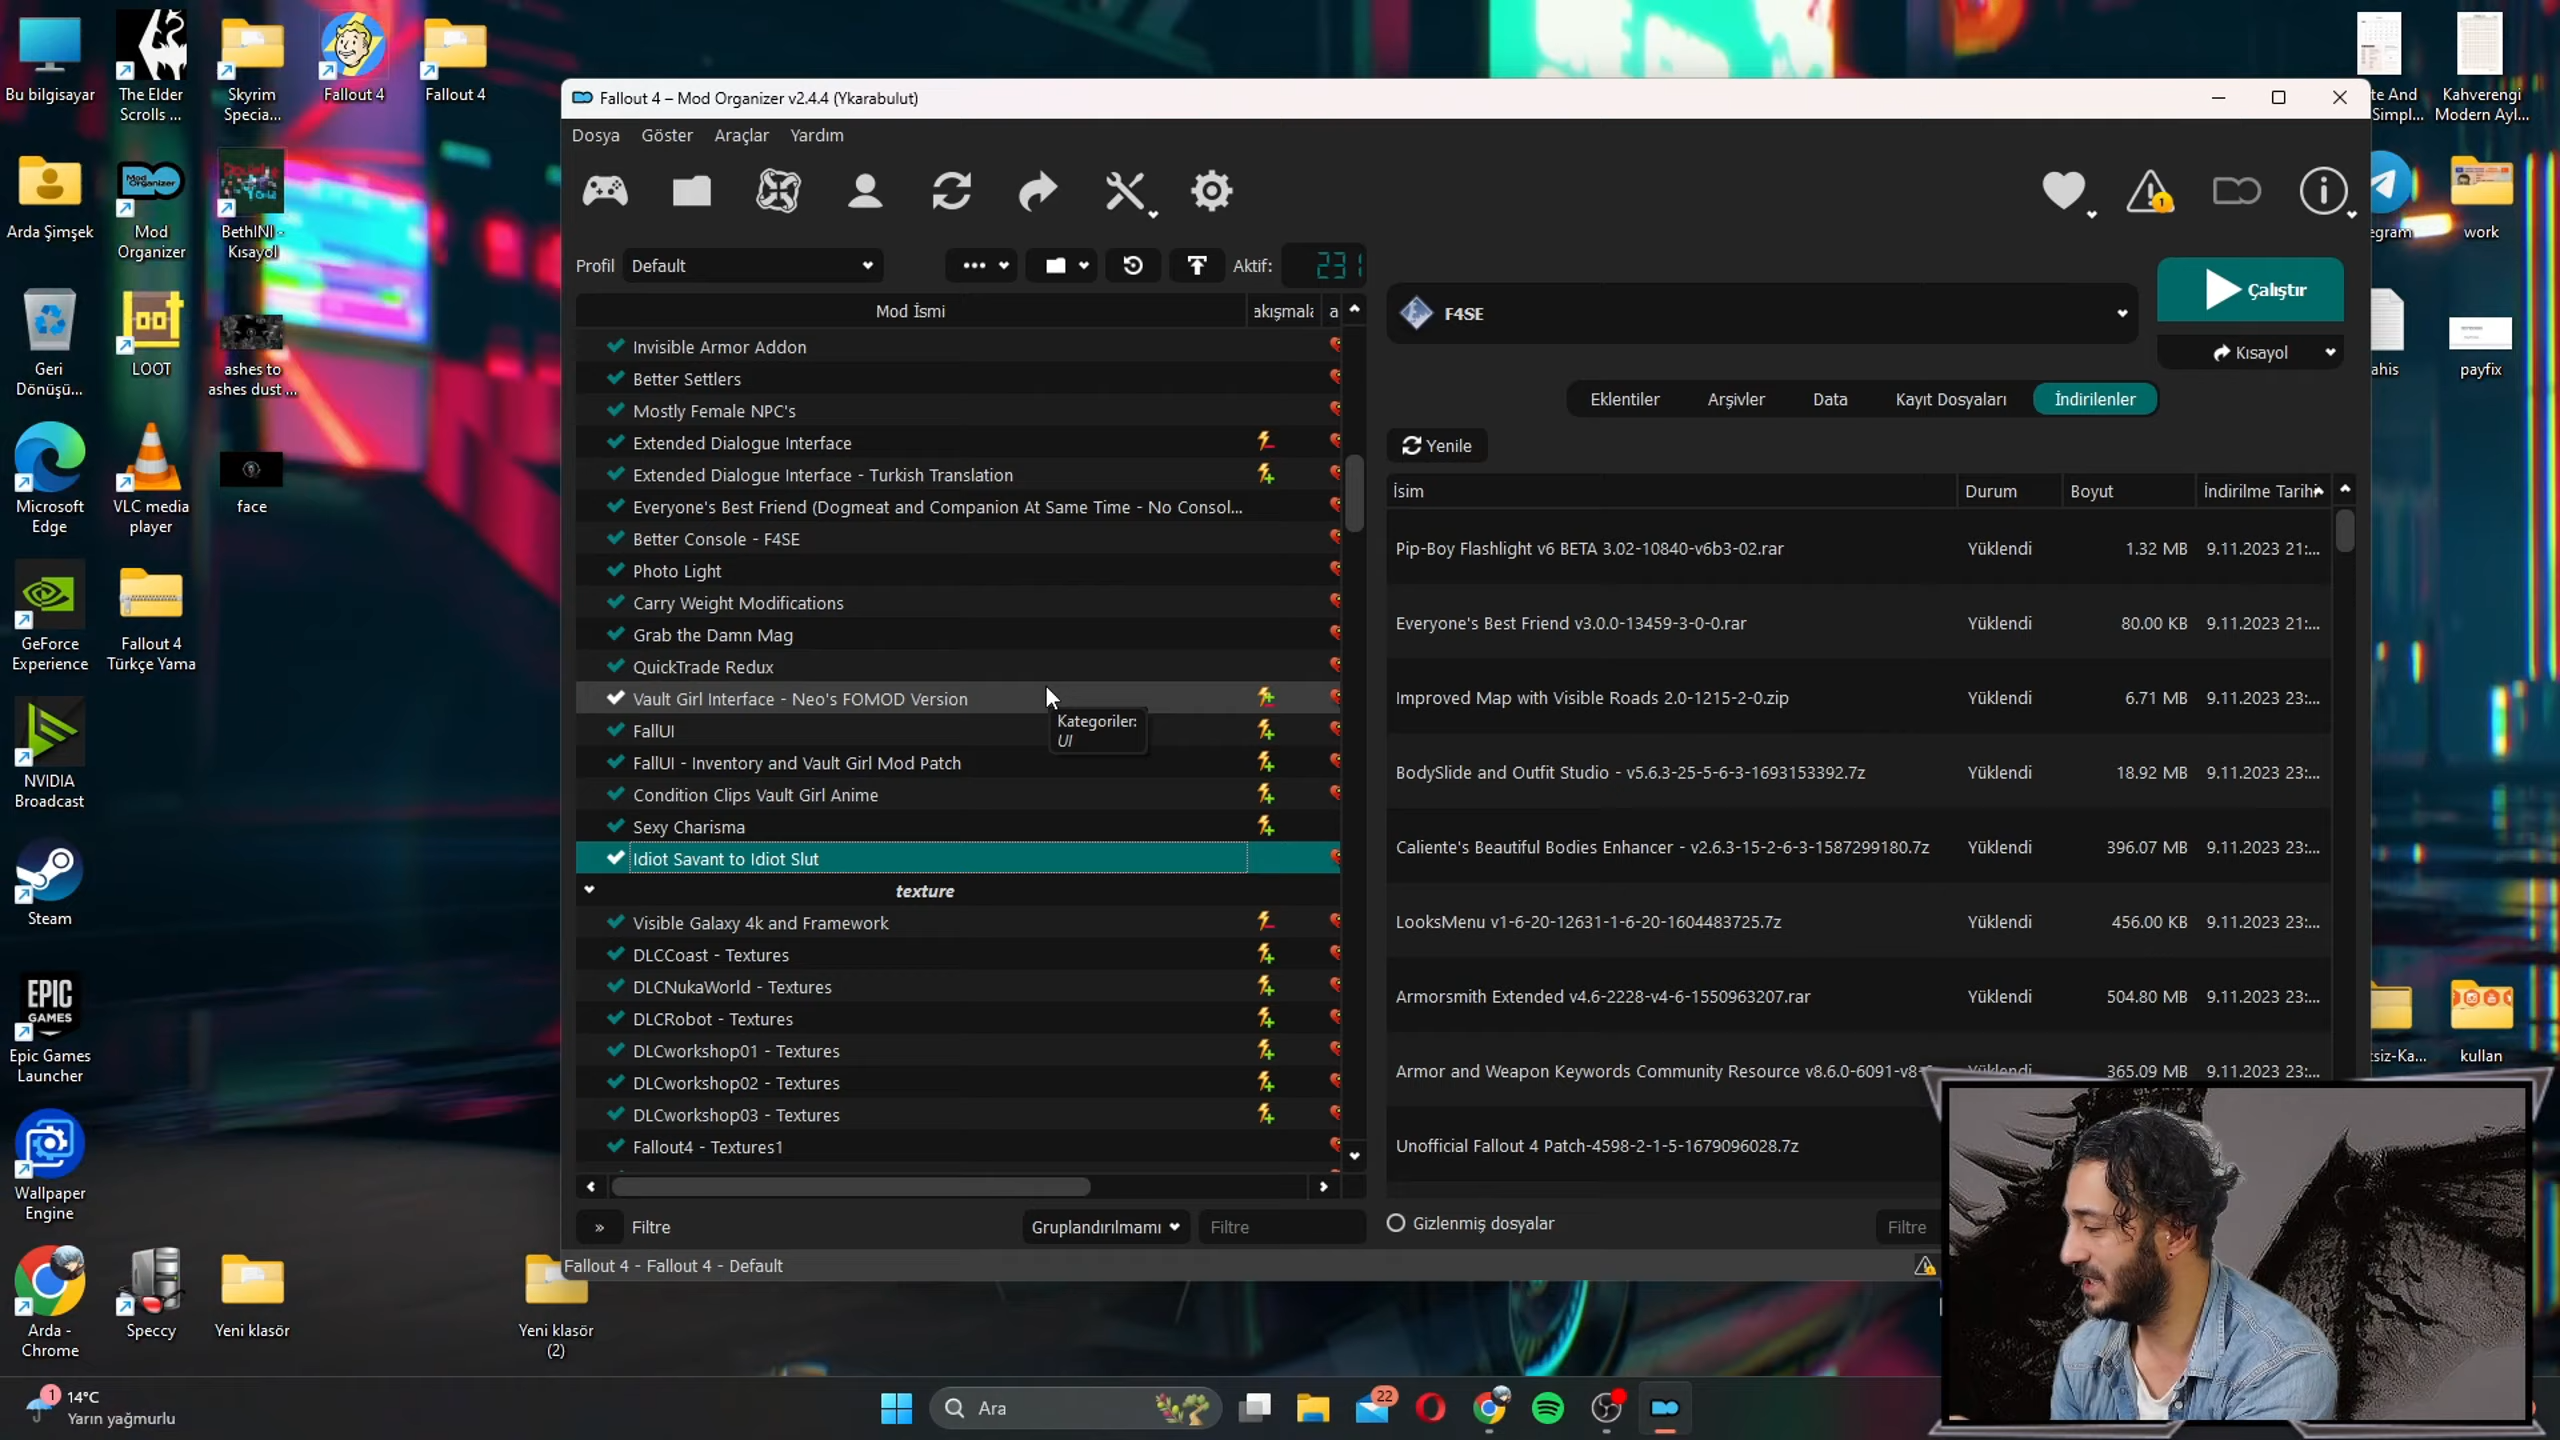 Bu bilgisayar
The Elder
Scrolls ...
Skyrim
Specia...
Fallout 4
Fallout 4
Arda Şimşek
Mod
Organizer
BethINI -
Kısayol
Geri
Dönüşü...
LOOT
ashes to
ashes dust ...
Microsoft
Edge
VLC media
player
face
GeForce
Experience
Fallout 4
Türkçe Yama
NVIDIA
Broadcast
Steam
EPIC
GAMES
Epic Games
Launcher
Wallpaper
Engine
Arda -
Chrome
Speccy
Yeni klasör
Yeni klasör
(2)
Fallout 4 – Mod Organizer v2.4.4 (Ykarabulut)
Dosya Göster Araçlar Yardım
Profil Default Aktif: 231
Mod İsmi
Invisible Armor Addon
Better Settlers
Mostly Female NPC's
Extended Dialogue Interface
Extended Dialogue Interface - Turkish Translation
Everyone's Best Friend (Dogmeat and Companion At Same Time - No Consol...
Better Console - F4SE
Photo Light
Carry Weight Modifications
Grab the Damn Mag
QuickTrade Redux
Vault Girl Interface - Neo's FOMOD Version
Kategoriler:
UI
FallUI
FallUI - Inventory and Vault Girl Mod Patch
Condition Clips Vault Girl Anime
Sexy Charisma
Idiot Savant to Idiot Slut
texture
Visible Galaxy 4k and Framework
DLCCoast - Textures
DLCNukaWorld - Textures
DLCRobot - Textures
DLCworkshop01 - Textures
DLCworkshop02 - Textures
DLCworkshop03 - Textures
Fallout4 - Textures1
» Filtre Gruplandırılmamı Filtre
Fallout 4 - Fallout 4 - Default
F4SE
Çalıştır
Kısayol
Eklentiler Arşivler Data Kayıt Dosyaları İndirilenler
Yenile
İsim Durum Boyut İndirilme Tarihi
Pip-Boy Flashlight v6 BETA 3.02-10840-v6b3-02.rar Yüklendi 1.32 MB 9.11.2023 21:...
Everyone's Best Friend v3.0.0-13459-3-0-0.rar Yüklendi 80.00 KB 9.11.2023 21:...
Improved Map with Visible Roads 2.0-1215-2-0.zip Yüklendi 6.71 MB 9.11.2023 23:...
BodySlide and Outfit Studio - v5.6.3-25-5-6-3-1693153392.7z Yüklendi 18.92 MB 9.11.2023 23:...
Caliente's Beautiful Bodies Enhancer - v2.6.3-15-2-6-3-1587299180.7z Yüklendi 396.07 MB 9.11.2023 23:...
LooksMenu v1-6-20-12631-1-6-20-1604483725.7z Yüklendi 456.00 KB 9.11.2023 23:...
Armorsmith Extended v4.6-2228-v4-6-1550963207.rar Yüklendi 504.80 MB 9.11.2023 23:...
Armor and Weapon Keywords Community Resource v8.6.0-6091-v8- Yüklendi 365.09 MB 9.11.2023 23:...
Unofficial Fallout 4 Patch-4598-2-1-5-1679096028.7z
Gizlenmiş dosyalar
Filtre
Kahverengi
Modern Ayl...
work
payfix
kullan
1
14°C
Yarın yağmurlu
Ara
22